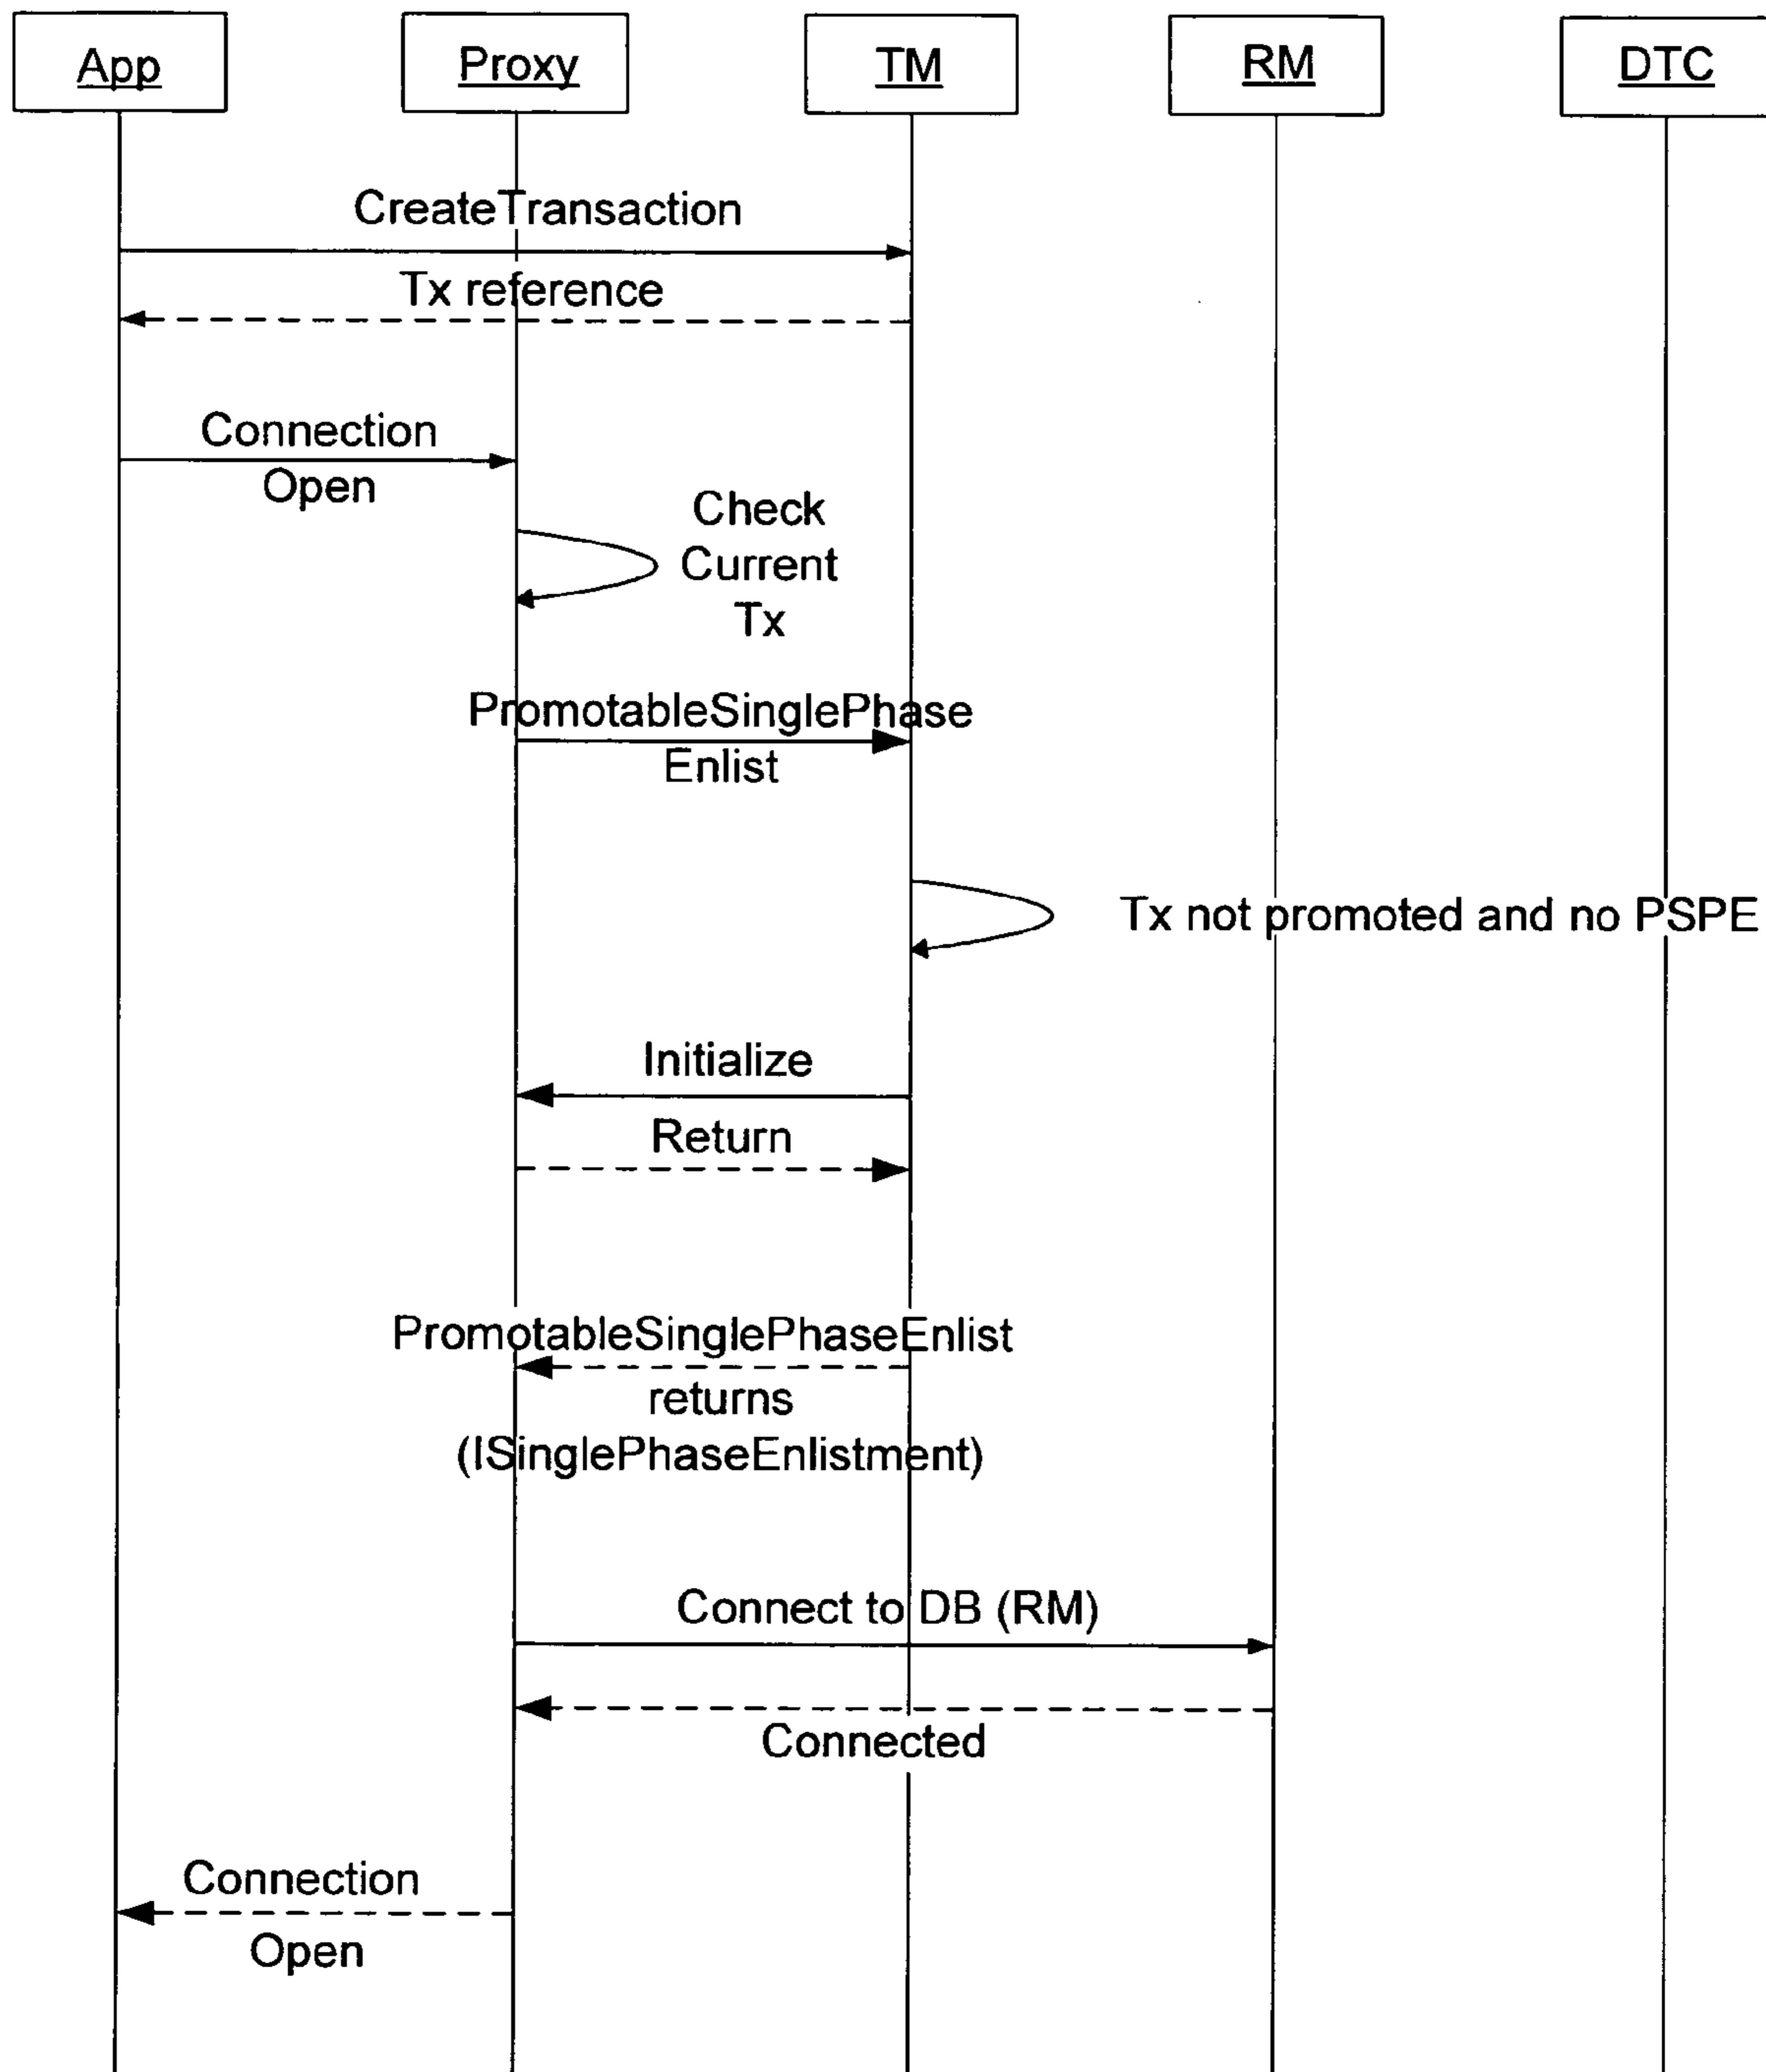 App
Proxy
TM
RM
DTC
CreateTransaction
Tx reference
Connection
Open
Check
Current
Tx
PromotableSinglePhase
Enlist
Tx not promoted and no PSPE
Initialize
Return
PromotableSinglePhaseEnlist
returns
(ISinglePhaseEnlistment)
Connect to DB (RM)
Connected
Connection
Open